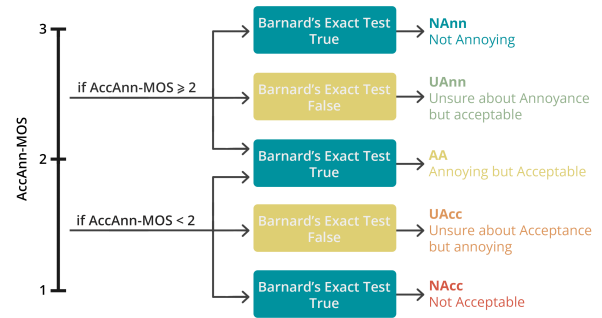 3
Barnard's Exact Test
True
NAnn
Not Annoying
if AccAnn-MOS ⩾ 2
Barnard's Exact Test
False
UAnn
Unsure about Annoyance
but acceptable
AccAnn-MOS
2
Barnard's Exact Test
True
AA
Annoying but Acceptable
if AccAnn-MOS < 2
Barnard's Exact Test
False
UAcc
Unsure about Acceptance
but annoying
1
Barnard's Exact Test
True
NAcc
Not Acceptable